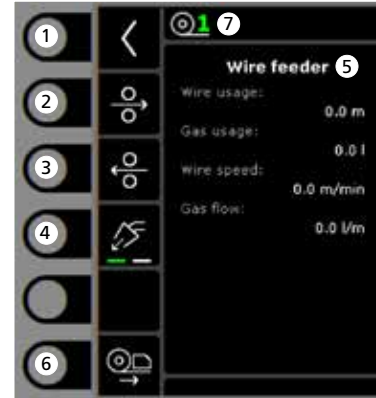 1
1 7
Wire feeder 5
2
Wire usage:
0.0 m
Gas usage:
0.0 l
3
Wire speed:
0.0 m/min
Gas flow:
4
0.0 l/m
6